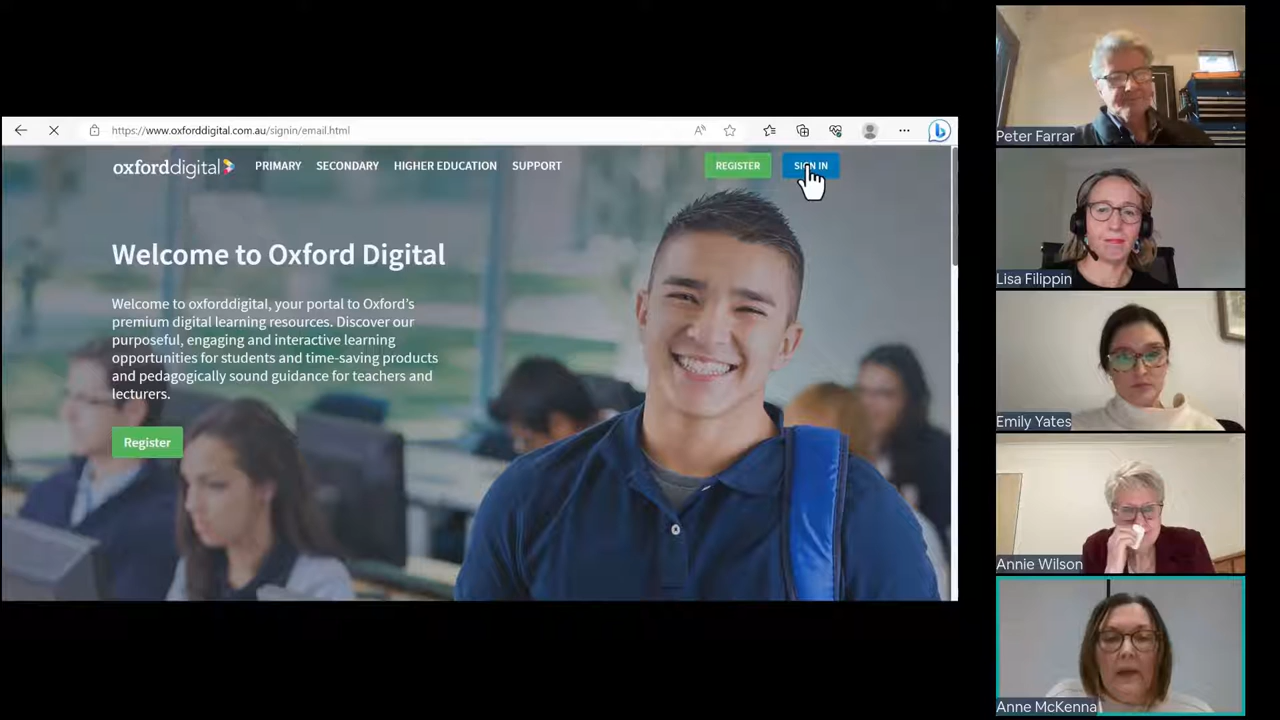 https://www.oxforddigital.com.au/signin/email.html
oxforddigital
PRIMARY
SECONDARY
HIGHER EDUCATION
SUPPORT
REGISTER
SIGN IN
Welcome to Oxford Digital
Welcome to oxforddigital, your portal to Oxford's
premium digital learning resources. Discover our
purposeful, engaging and interactive learning
opportunities for students and time-saving products
and pedagogically sound guidance for teachers and
lecturers.
Register
Peter Farrar
Lisa Filippin
Emily Yates
Annie Wilson
Anne McKenna